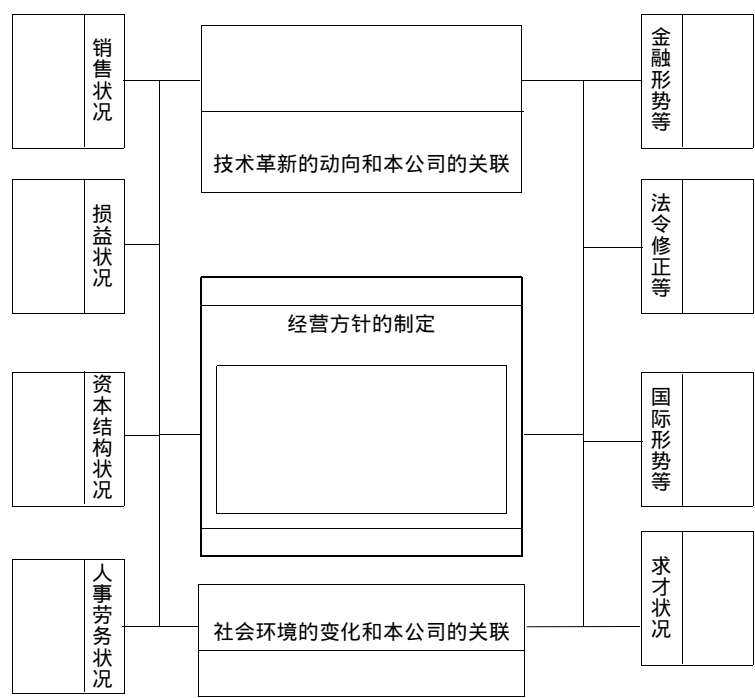 销售状况
金融形势等
技术革新的动向和本公司的关联
损益状况
法令修正等
经营方针的制定
资本结构状况
国际形势等
人事劳务状况
求才状况
社会环境的变化和本公司的关联